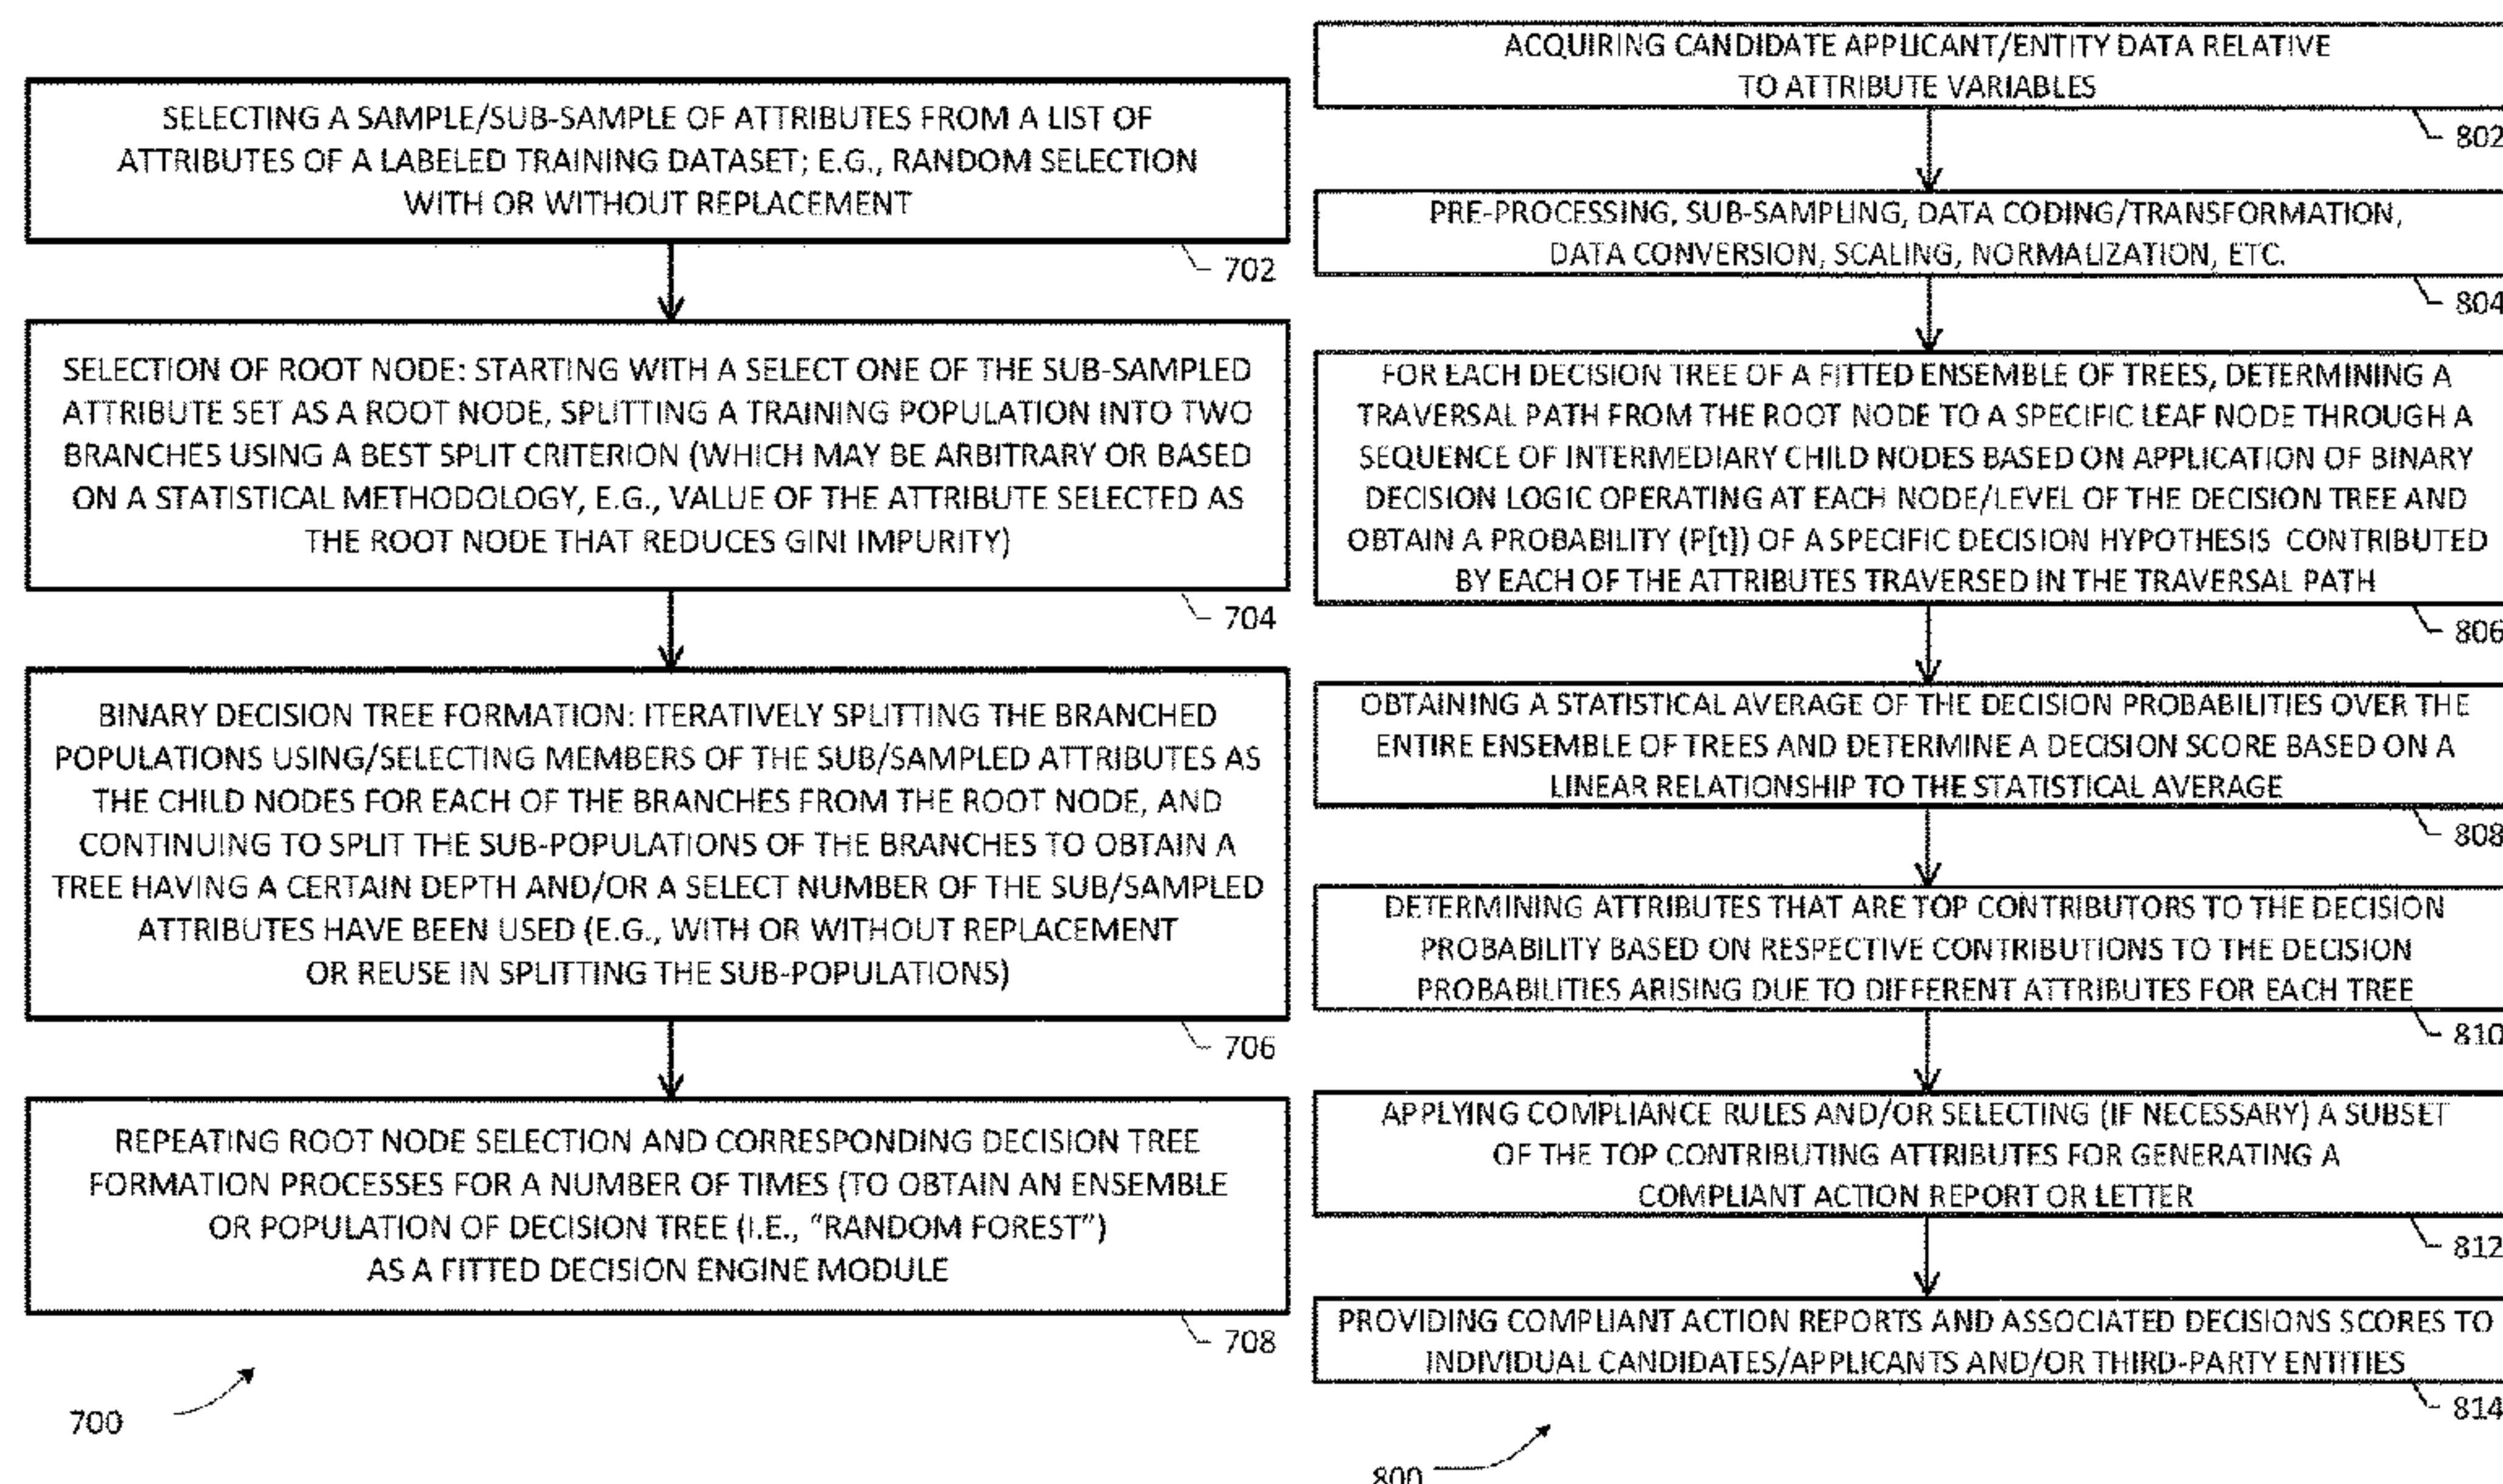 SELECTING A SAMPLE/SUB-SAMPLE OF ATTRIBUTES FROM A LIST OF
ATTRIBUTES OF A LABELED TRAINING DATASET; E.G., RANDOM SELECTION
WITH OR WITHOUT REPLACEMENT
702
SELECTION OF ROOT NODE: STARTING WITH A SELECT ONE OF THE SUB-SAMPLED
ATTRIBUTE SET AS A ROOT NODE, SPLITTING A TRAINING POPULATION INTO TWO
BRANCHES USING A BEST SPLIT CRITERION (WHICH MAY BE ARBITRARY OR BASED
ON A STATISTICAL METHODOLOGY, E.G., VALUE OF THE ATTRIBUTE SELECTED AS
THE ROOT NODE THAT REDUCES GINI IMPURITY)
704
BINARY DECISION TREE FORMATION: ITERATIVELY SPLITTING THE BRANCHED
POPULATIONS USING/SELECTING MEMBERS OF THE SUB/SAMPLED ATTRIBUTES AS
THE CHILD NODES FOR EACH OF THE BRANCHES FROM THE ROOT NODE, AND
CONTINUING TO SPLIT THE SUB-POPULATIONS OF THE BRANCHES TO OBTAIN A
TREE HAVING A CERTAIN DEPTH AND/OR A SELECT NUMBER OF THE SUB/SAMPLED
ATTRIBUTES HAVE BEEN USED (E.G., WITH OR WITHOUT REPLACEMENT
OR REUSE IN SPLITTING THE SUB-POPULATIONS)
706
REPEATING ROOT NODE SELECTION AND CORRESPONDING DECISION TREE
FORMATION PROCESSES FOR A NUMBER OF TIMES (TO OBTAIN AN ENSEMBLE
OR POPULATION OF DECISION TREE (I.E., "RANDOM FOREST")
AS A FITTED DECISION ENGINE MODULE
708
700
ACQUIRING CANDIDATE APPLICANT/ENTITY DATA RELATIVE
TO ATTRIBUTE VARIABLES
802
PRE-PROCESSING, SUB-SAMPLING, DATA CODING/TRANSFORMATION,
DATA CONVERSION, SCALING, NORMALIZATION, ETC.
804
FOR EACH DECISION TREE OF A FITTED ENSEMBLE OF TREES, DETERMINING A
TRAVERSAL PATH FROM THE ROOT NODE TO A SPECIFIC LEAF NODE THROUGH A
SEQUENCE OF INTERMEDIARY CHILD NODES BASED ON APPLICATION OF BINARY
DECISION LOGIC OPERATING AT EACH NODE/LEVEL OF THE DECISION TREE AND
OBTAIN A PROBABILITY (P[t]) OF A SPECIFIC DECISION HYPOTHESIS CONTRIBUTED
BY EACH OF THE ATTRIBUTES TRAVERSED IN THE TRAVERSAL PATH
806
OBTAINING A STATISTICAL AVERAGE OF THE DECISION PROBABILITIES OVER THE
ENTIRE ENSEMBLE OF TREES AND DETERMINE A DECISION SCORE BASED ON A
LINEAR RELATIONSHIP TO THE STATISTICAL AVERAGE
808
DETERMINING ATTRIBUTES THAT ARE TOP CONTRIBUTORS TO THE DECISION
PROBABILITY BASED ON RESPECTIVE CONTRIBUTIONS TO THE DECISION
PROBABILITIES ARISING DUE TO DIFFERENT ATTRIBUTES FOR EACH TREE
810
APPLYING COMPLIANCE RULES AND/OR SELECTING (IF NECESSARY) A SUBSET
OF THE TOP CONTRIBUTING ATTRIBUTES FOR GENERATING A
COMPLIANT ACTION REPORT OR LETTER
812
PROVIDING COMPLIANT ACTION REPORTS AND ASSOCIATED DECISIONS SCORES TO
INDIVIDUAL CANDIDATES/APPLICANTS AND/OR THIRD-PARTY ENTITIES
814
800